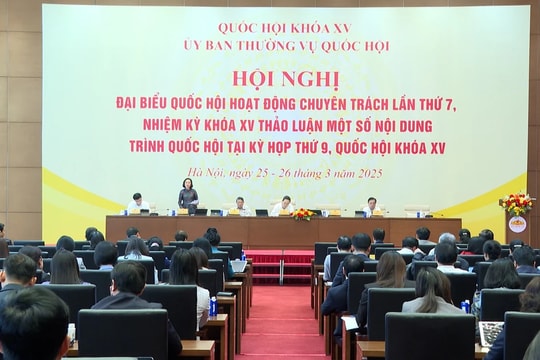 QUỐC HỘI KHÓA XV
ỦY BAN THƯỜNG VỤ QUỐC HỘI
HỘI NGHỊ
ĐẠI BIỂU QUỐC HỘI HOẠT ĐỘNG CHUYÊN TRÁCH LẦN THỨ 7,
NHIỆM KỲ KHÓA XV THẢO LUẬN MỘT SỐ NỘI DUNG
TRÌNH QUỐC HỘI TẠI KỲ HỌP THỨ 9, QUỐC HỘI KHÓA XV
Hà Nội, ngày 25 - 26 tháng 3 năm 2025